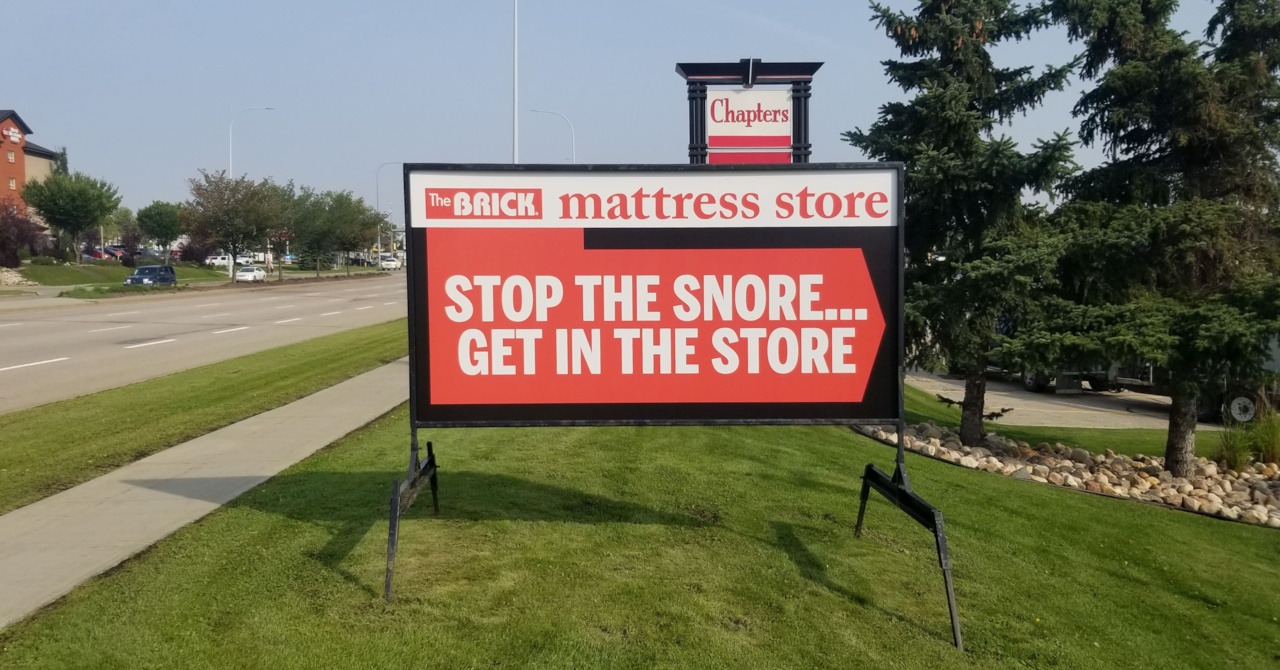 Chapters
The BRICK. mattress store
STOP THE SNORE...
GET IN THE STORE